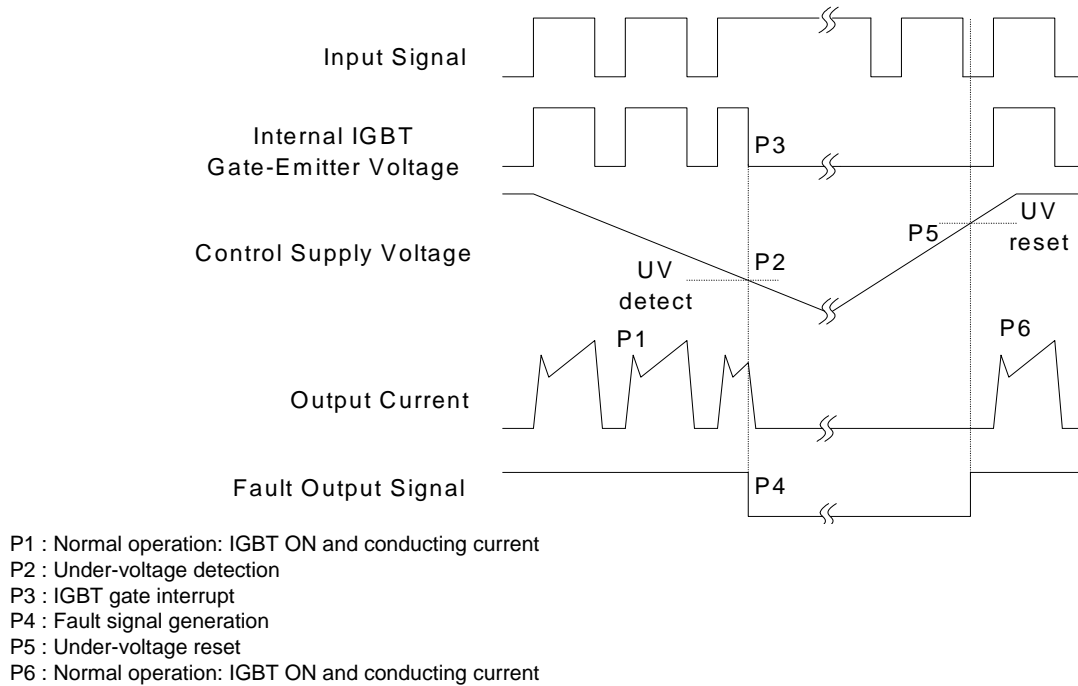 Input Signal
Internal IGBT
Gate-Emitter Voltage
P3
Control Supply Voltage
UV
detect
P2
P5
UV
reset
P1
P6
Output Current
Fault Output Signal
P4
P1 : Normal operation: IGBT ON and conducting current
P2 : Under-voltage detection
P3 : IGBT gate interrupt
P4 : Fault signal generation
P5 : Under-voltage reset
P6 : Normal operation: IGBT ON and conducting current